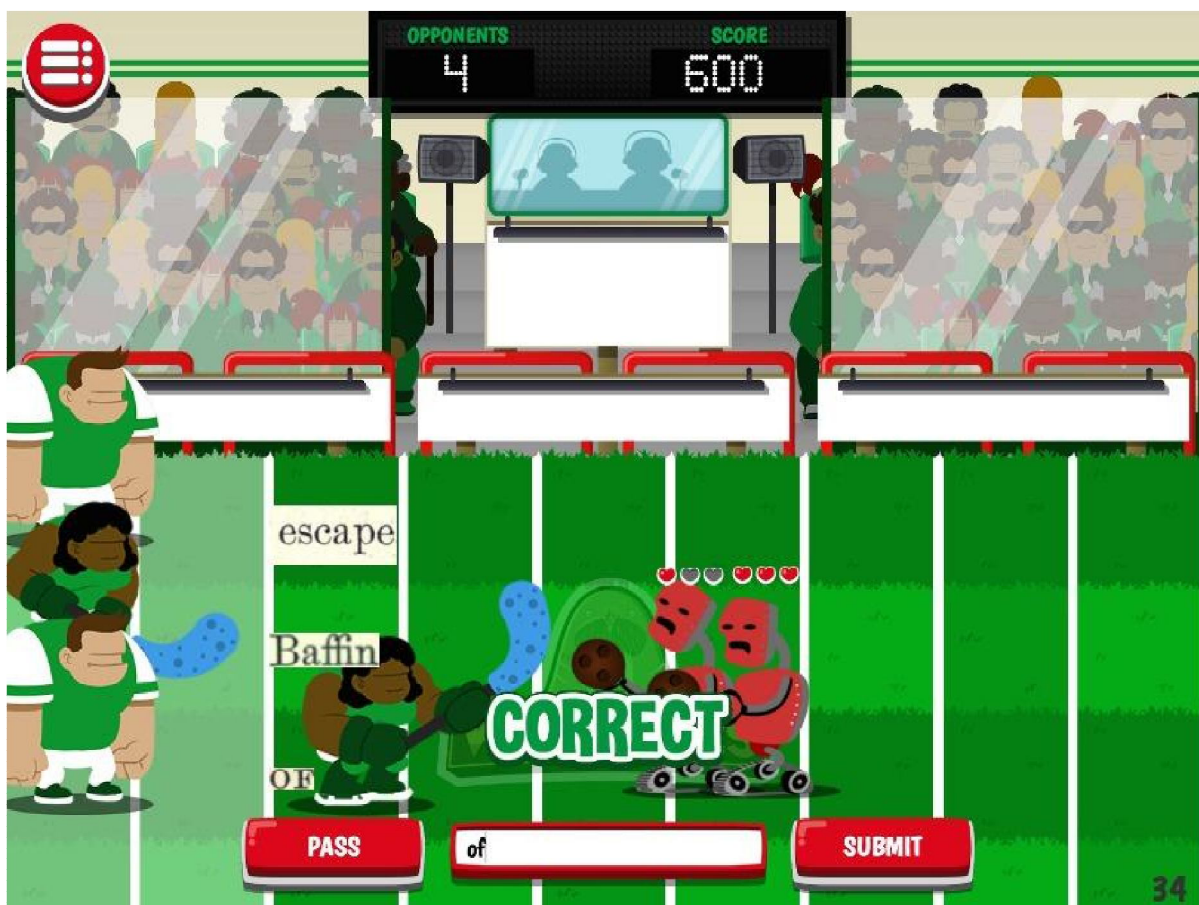 OPPONENTS SCORE
4 600
escape
Baffin
OF
CORRECT
PASS of SUBMIT
34